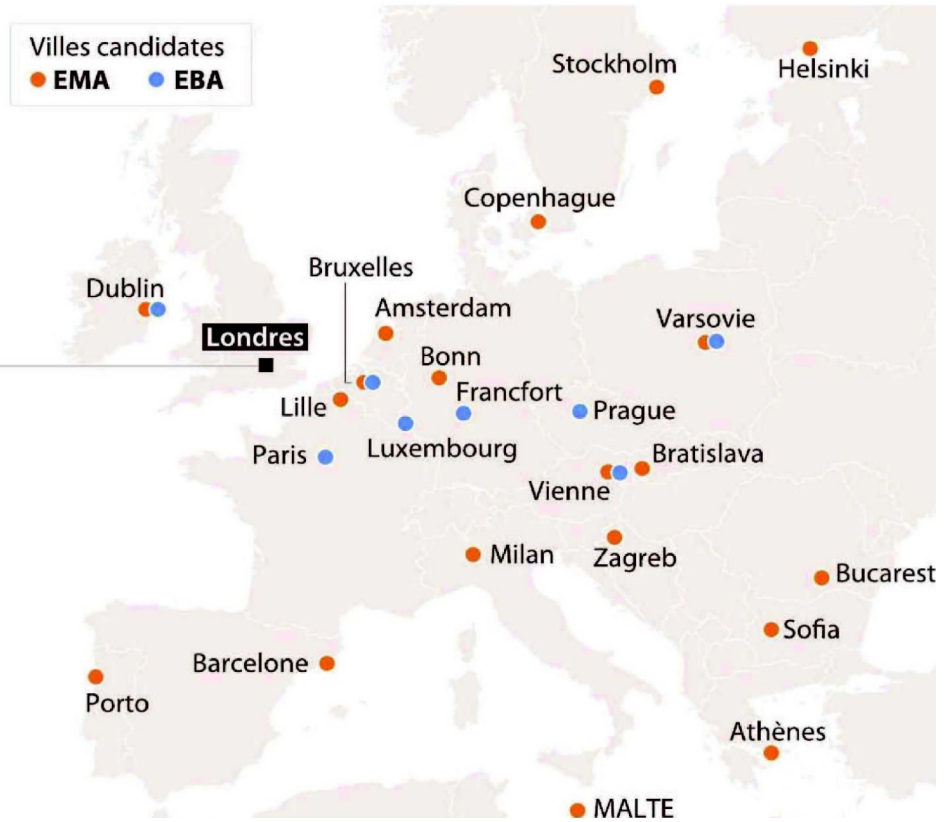 Villes candidates
EMA EBA
Stockholm
Helsinki
Copenhague
Bruxelles
Dublin
Amsterdam
Varsovie
Londres
Bonn
Francfort
Lille
Prague
Luxembourg
Paris
Bratislava
Vienne
Milan
Zagreb
Bucarest
Sofia
Barcelone
Porto
Athènes
MALTE